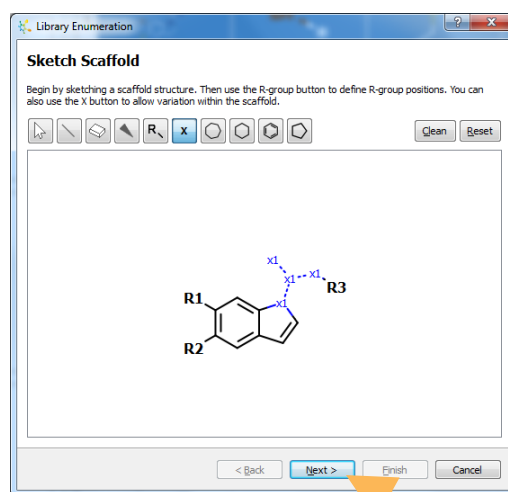 Library Enumeration
?
X
Sketch Scaffold
Begin by sketching a scaffold structure. Then use the R-group button to define R-group positions. You can
also use the X button to allow variation within the scaffold.
R
X
Clean
Reset
x1
x1
x1
R3
R1
x1
R2
< Back
Next >
Finish
Cancel